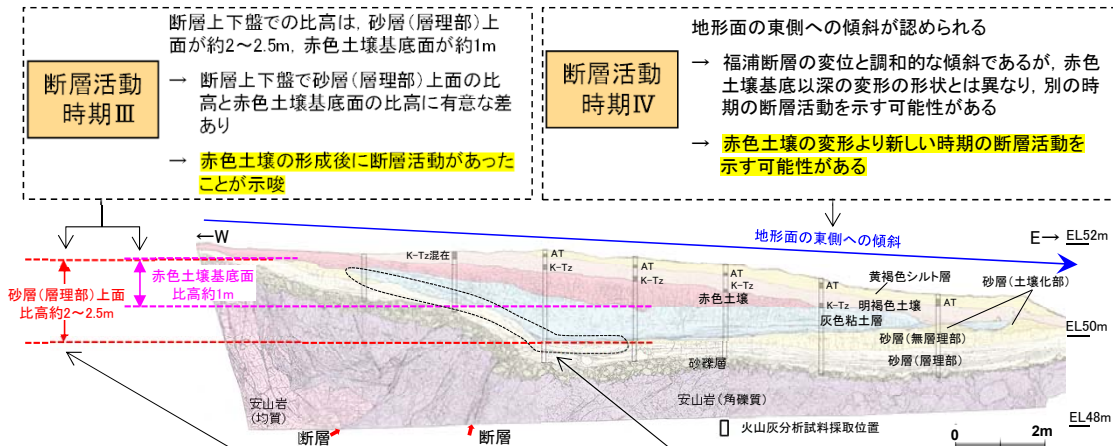 断層活動
時期Ⅲ
断層上下盤での比高は，砂層（層理部）上
面が約2～2.5m，赤色土壌基底面が約1m
→ 断層上下盤で砂層（層理部）上面の比
高と赤色土壌基底面の比高に有意な差
あり
→ 赤色土壌の形成後に断層活動があった
ことが示唆
断層活動
時期Ⅳ
地形面の東側への傾斜が認められる
→ 福浦断層の変位と調和的な傾斜であるが，赤色
土壌基底以深の変形の形状とは異なり，別の時
期の断層活動を示す可能性がある
→ 赤色土壌の変形より新しい時期の断層活動を
示す可能性がある
←W
地形面の東側への傾斜
E→
EL52m
K-Tz混在
AT
K-Tz
AT
K-Tz
AT
K-Tz
AT
K-Tz
AT
黄褐色シルト層
砂層（土壌化部）
赤色土壌基底面
比高約1m
砂層（層理部）上面
比高約2～2.5m
赤色土壌
明褐色土壌
灰色粘土層
EL50m
砂層（無層理部）
砂層（層理部）
砂礫層
安山岩
（均質）
安山岩（角礫質）
EL48m
断層
断層
火山灰分析試料採取位置
0
2m